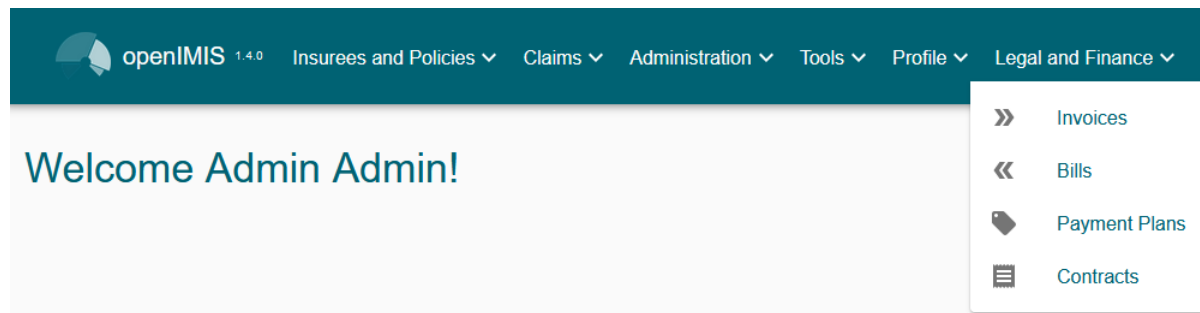 openIMIS 1.4.0 Insurees and Policies Claims Administration Tools Profile Legal and Finance
Welcome Admin Admin!
Invoices
Bills
Payment Plans
Contracts